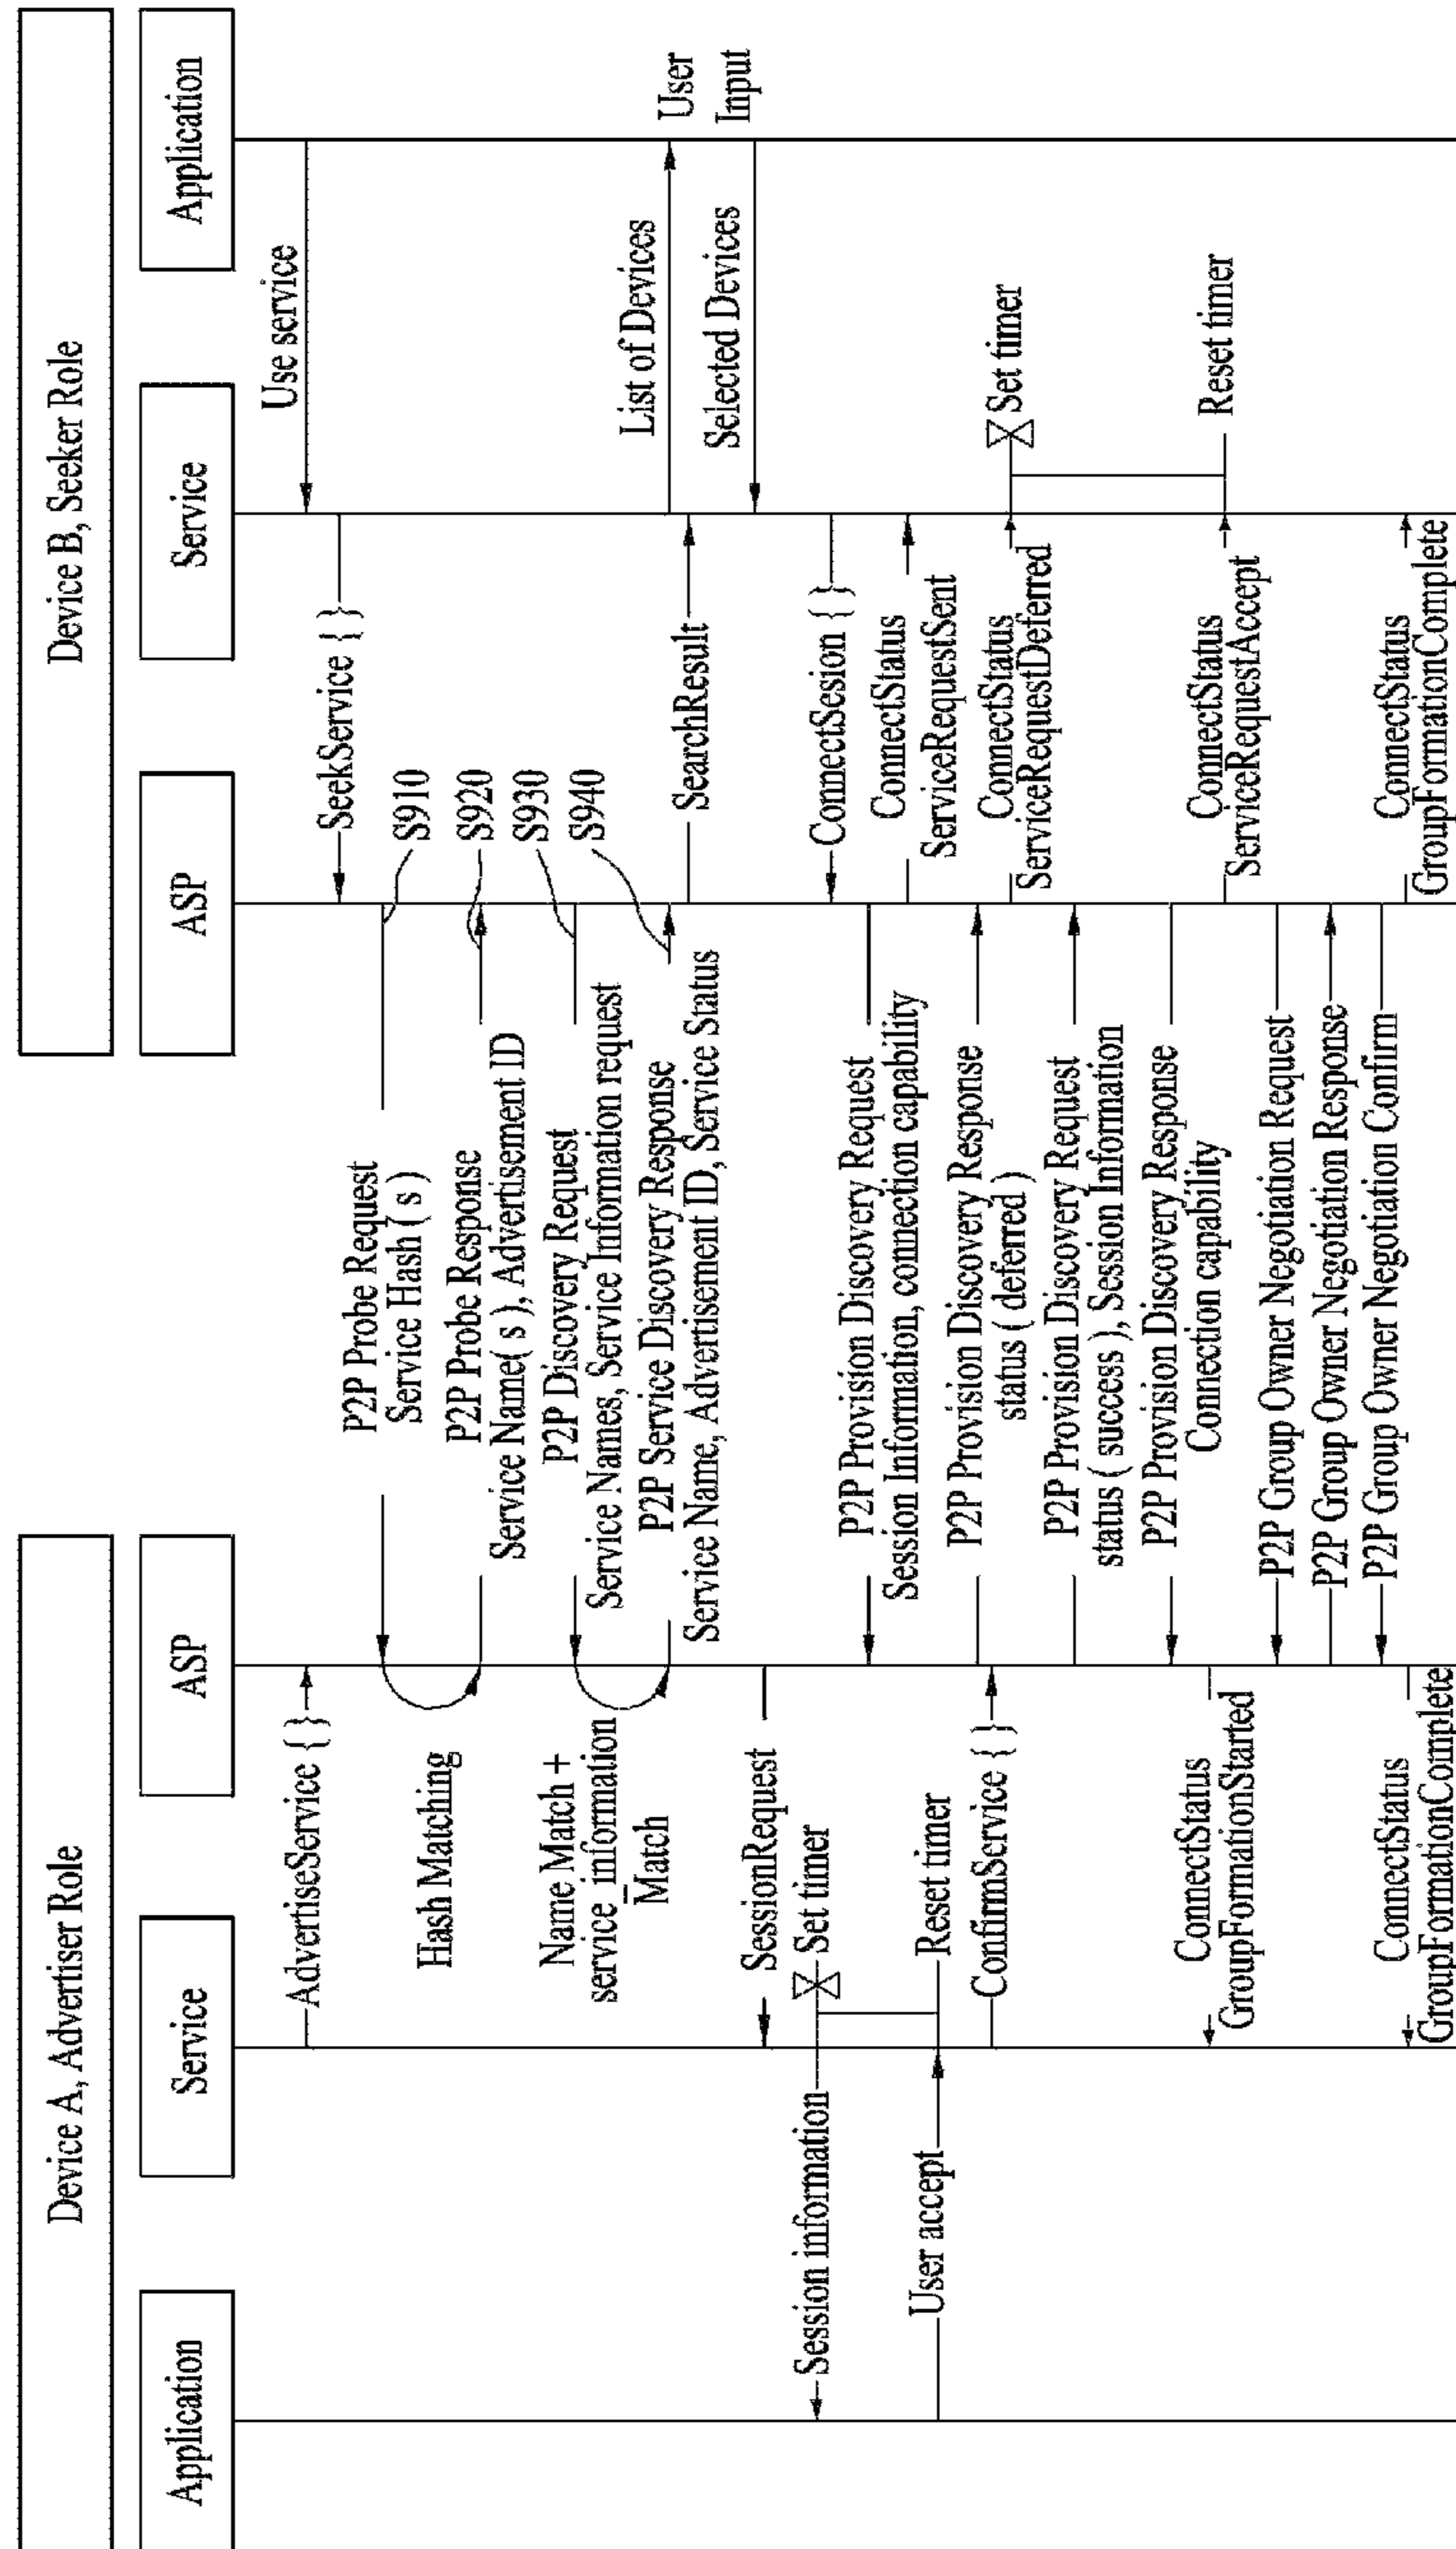 Device A, Advertiser Role
Device B, Seeker Role
Application
Service
ASP
ASP
Service
Application
AdvertiseService { }
Use service
SeekService { }
P2P Probe Request
Service Hash ( s )
S910
Hash Matching
P2P Probe Response
Service Name( s ), Advertisement ID
S920
P2P Discovery Request
Service Names, Service Information request
S930
Name Match +
service_information
_Match
P2P Service Discovery Response
Service Name, Advertisement ID, Service Status
S940
SearchResult
List of Devices
User
Input
Selected Devices
SessionRequest
Session information
Set timer
ConnectSesion { }
P2P Provision Discovery Request
Session Information, connection capability
ConnectStatus
ServiceRequestSent
User accept
Reset timer
P2P Provision Discovery Response
status ( deferred )
ConnectStatus
ServiceRequestDeferred
Set timer
ConfirmService { }
P2P Provision Discovery Request
status ( success ), Session Information
P2P Provision Discovery Response
Connection capability
ConnectStatus
GroupFormationStarted
ConnectStatus
ServiceRequestAccept
Reset timer
P2P Group Owner Negotiation Request
P2P Group Owner Negotiation Response
P2P Group Owner Negotiation Confirm
ConnectStatus
GroupFormationComplete
ConnectStatus
GroupFormationComplete